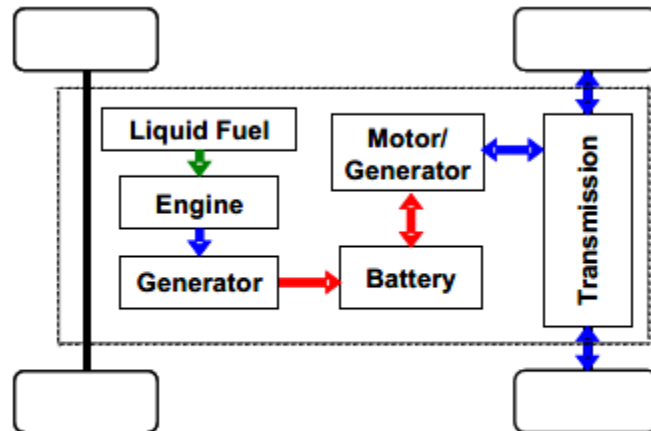 Liquid Fuel
Engine
Generator
Motor/
Generator
Battery
Transmission